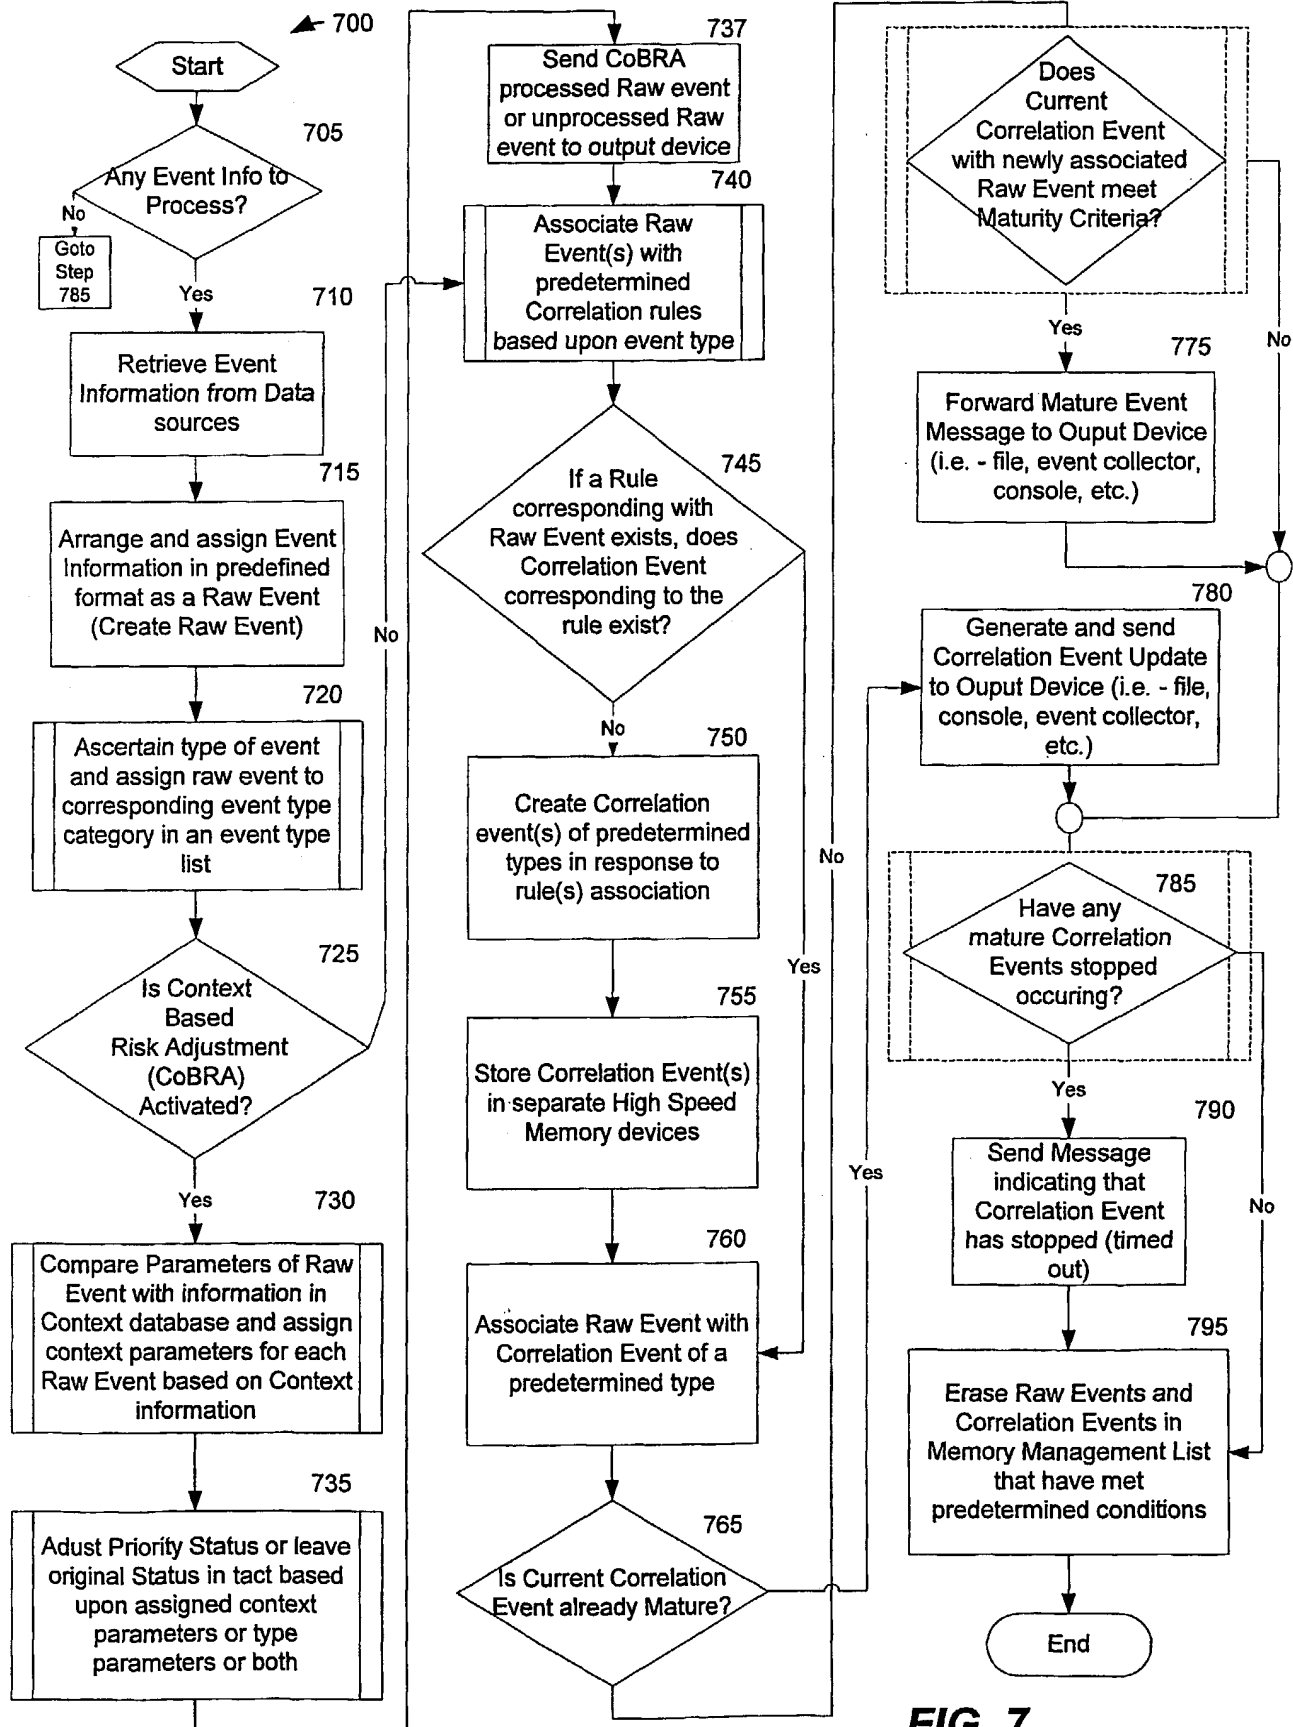 700
Start
705
Any Event Info to
Process?
No
Goto
Step
785
Yes
710
Retrieve Event
Information from Data
sources
715
Arrange and assign Event
Information in predefined
format as a Raw Event
(Create Raw Event)
720
Ascertain type of event
and assign raw event to
corresponding event type
category in an event type
list
725
Is Context
Based
Risk Adjustment
(CoBRA)
Activated?
No
Yes
730
Compare Parameters of Raw
Event with information in
Context database and assign
context parameters for each
Raw Event based on Context
information
735
Adust Priority Status or leave
original Status in tact based
upon assigned context
parameters or type
parameters or both
737
Send CoBRA
processed Raw event
or unprocessed Raw
event to output device
740
Associate Raw
Event(s) with
predetermined
Correlation rules
based upon event type
745
If a Rule
corresponding with
Raw Event exists, does
Correlation Event
corresponding to the
rule exist?
No
Yes
750
Create Correlation
event(s) of predetermined
types in response to
rule(s) association
755
Store Correlation Event(s)
in separate High Speed
Memory devices
760
Associate Raw Event with
Correlation Event of a
predetermined type
765
Is Current Correlation
Event already Mature?
No
Yes
Does
Current
Correlation Event
with newly associated
Raw Event meet
Maturity Criteria?
Yes
No
775
Forward Mature Event
Message to Ouput Device
(i.e. - file, event collector,
console, etc.)
780
Generate and send
Correlation Event Update
to Ouput Device (i.e. - file,
console, event collector,
etc.)
785
Have any
mature Correlation
Events stopped
occuring?
Yes
No
790
Send Message
indicating that
Correlation Event
has stopped (timed
out)
795
Erase Raw Events and
Correlation Events in
Memory Management List
that have met
predetermined conditions
End
FIG. 7